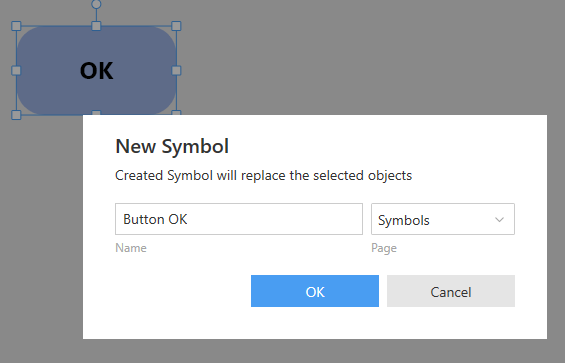 OK
New Symbol
Created Symbol will replace the selected objects
Button OK Symbols
Name Page
OK Cancel